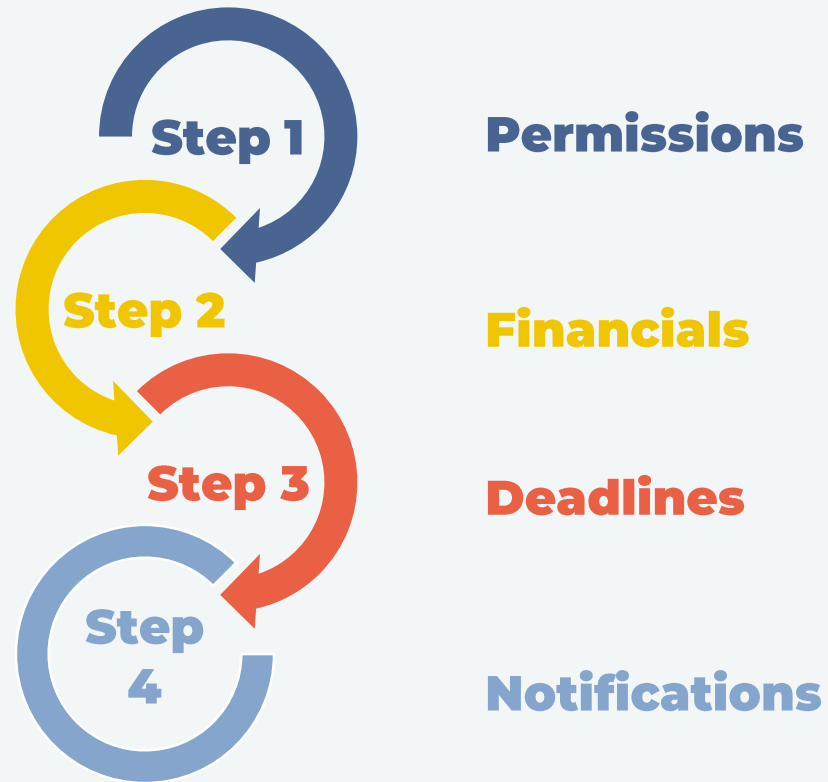 Step 1
Permissions
Step 2
Financials
Step 3
Deadlines
Step
4
Notifications